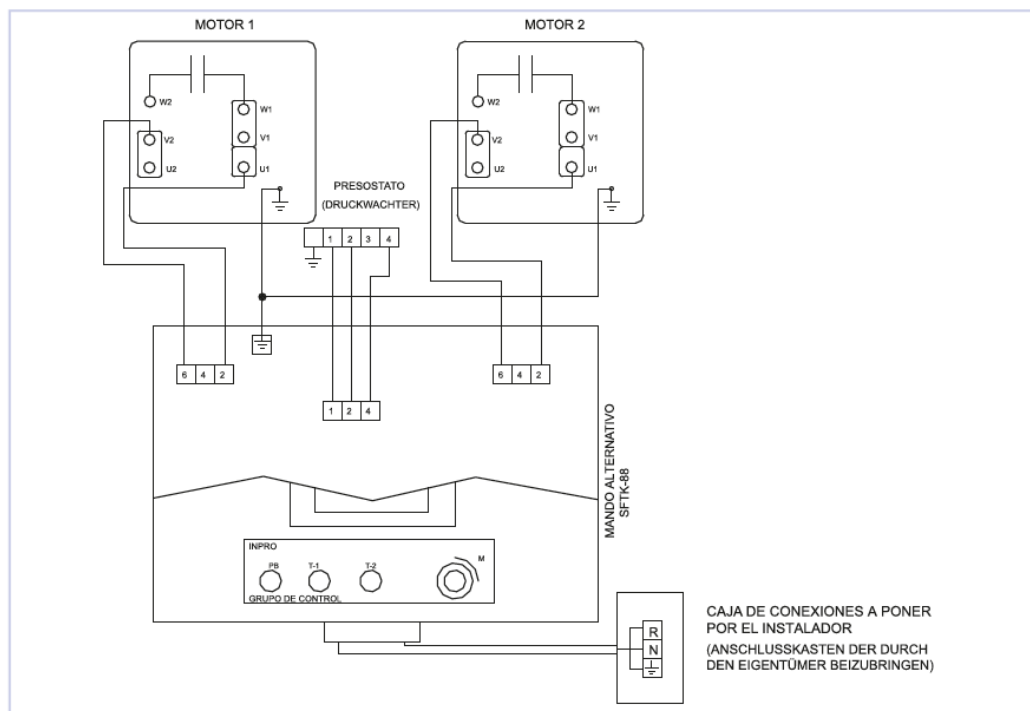 MOTOR 1
MOTOR 2
W2
W1
V2
V1
U2
U1
W2
W1
V2
V1
U2
U1
PRESOSTATO
(DRUCKWACHTER)
1 2 3 4
6 4 2
6 4 2
1 2 4
MANDO ALTERNATIVO
SFTK-88
INPRO
PB T-1 T-2 M
GRUPO DE CONTROL
R
N
CAJA DE CONEXIONES A PONER
POR EL INSTALADOR
(ANSCHLUSSKASTEN DER DURCH
DEN EIGENTÜMER BEIZUBRINGEN)